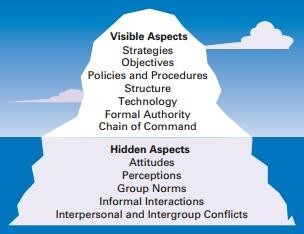 Visible Aspects
Strategies
Objectives
Policies and Procedures
Structure
Technology
Formal Authority
Chain of Command
Hidden Aspects
Attitudes
Perceptions
Group Norms
Informal Interactions
Interpersonal and Intergroup Conflicts